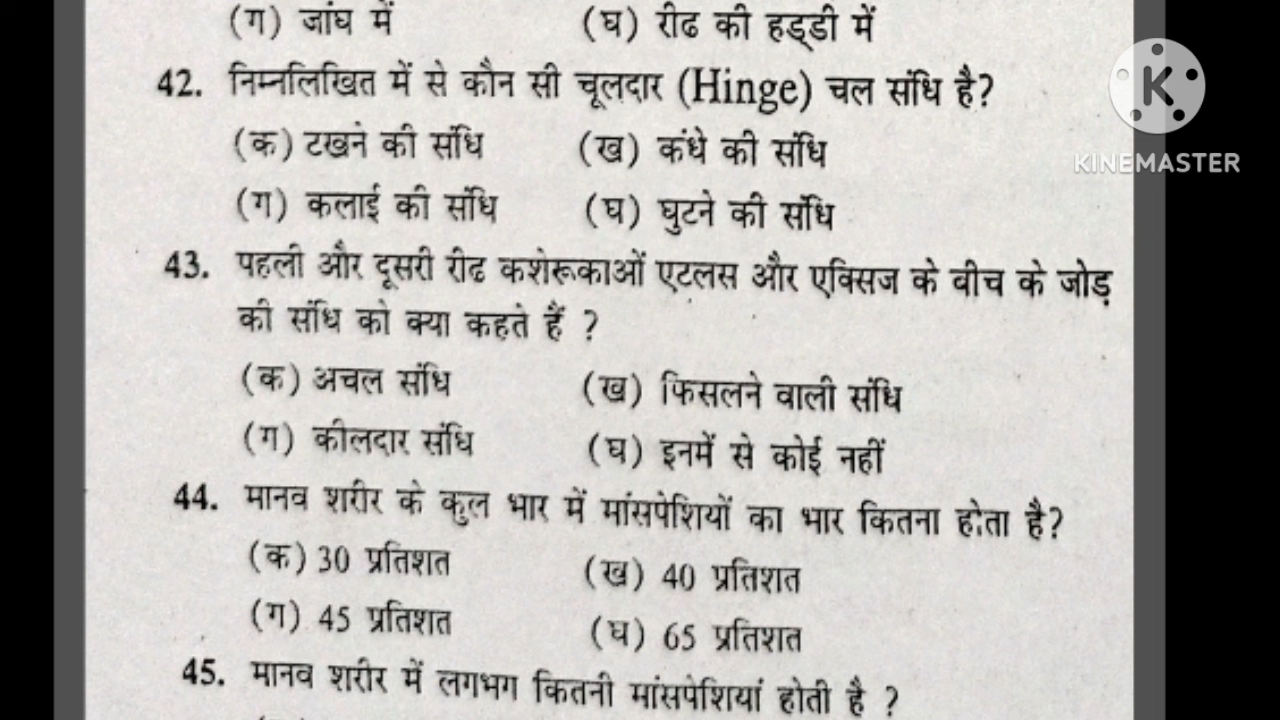 (ग) जांघ में (घ) रीढ की हड्डी में
42. निम्नलिखित में से कौन सी चूलदार (Hinge) चल संधि है?
(क) टखने की संधि (ख) कंधे की संधि
(ग) कलाई की संधि (घ) घुटने की संधि
43. पहली और दूसरी रीढ कशेरूकाओं एटलस और एक्सिज के बीच के जोड़
की संधि को क्या कहते हैं ?
(क) अचल संधि (ख) फिसलने वाली संधि
(ग) कीलदार संधि (घ) इनमें से कोई नहीं
44. मानव शरीर के कुल भार में मांसपेशियों का भार कितना होता है?
(क) 30 प्रतिशत (ख) 40 प्रतिशत
(ग) 45 प्रतिशत (घ) 65 प्रतिशत
45. मानव शरीर में लगभग कितनी मांसपेशियां होती है ?
K
KINEMASTER